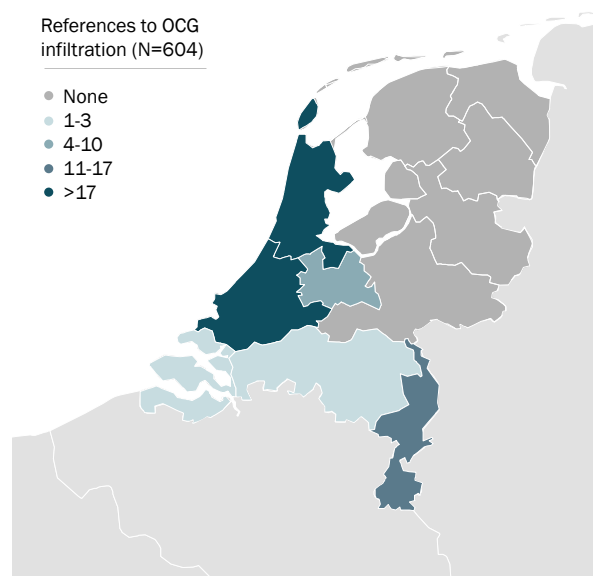 References to OCG
infiltration (N=604)
None
1-3
4-10
11-17
>17